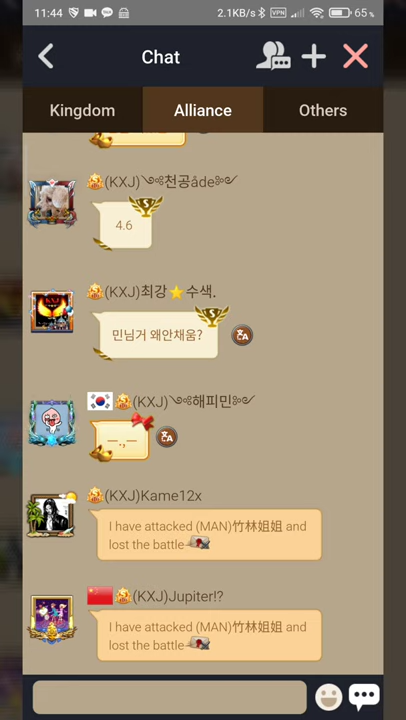 11:44
2.1KB/s VPN 65%
Chat
Kingdom Alliance Others
(KXJ)༺천공åde༻
4.6
(KXJ)최강⭐수색.
민님거 왜안채움?
(KXJ)༺해피민༻
ㅡ.,ㅡ
(KXJ)Kame12x
I have attacked (MAN)竹林姐姐 and
lost the battle
(KXJ)Jupiter!?
I have attacked (MAN)竹林姐姐 and
lost the battle